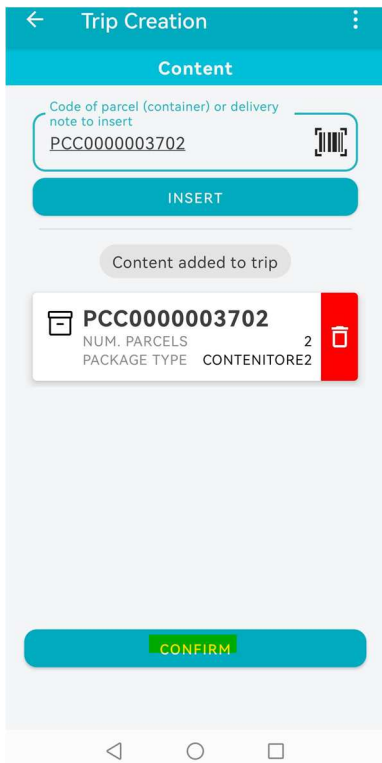 Trip Creation
Content
Code of parcel (container) or delivery
note to insert
PCC0000003702
INSERT
Content added to trip
PCC0000003702
NUM. PARCELS 2
PACKAGE TYPE CONTENITORE2
CONFIRM